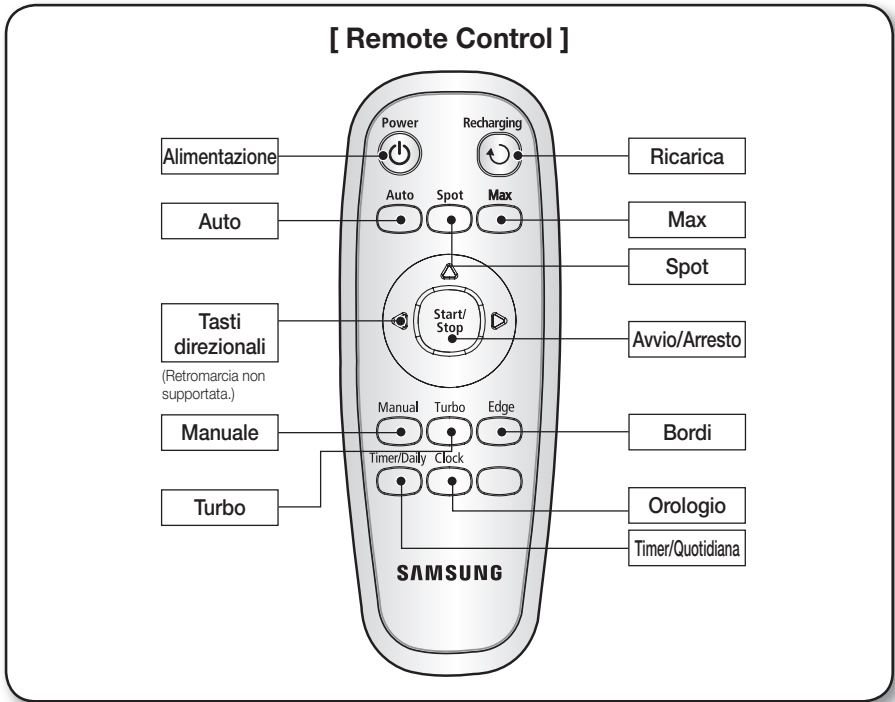 [ Remote Control ]
Power Recharging
Alimentazione
Ricarica
Auto Spot Max
Auto
Max
Spot
Start/
Stop
Tasti
direzionali
(Retromarcia non
supportata.)
Avvio/Arresto
Manual Turbo Edge
Manuale
Bordi
Timer/Daily Clock
Turbo
Orologio
Timer/Quotidiana
SAMSUNG